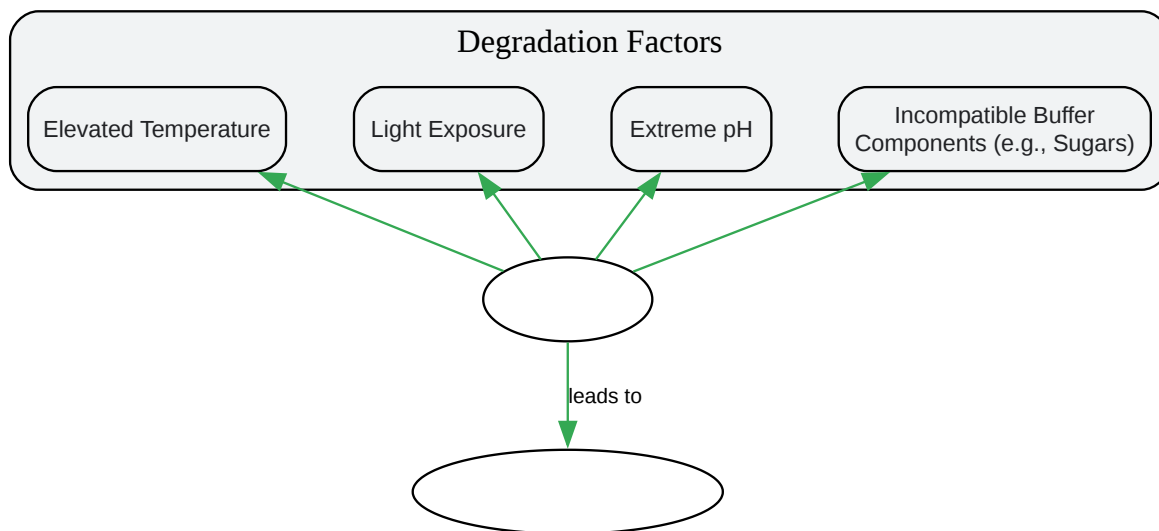 Degradation Factors
Elevated Temperature
Light Exposure
Extreme pH
Incompatible Buffer
Components (e.g., Sugars)
leads to